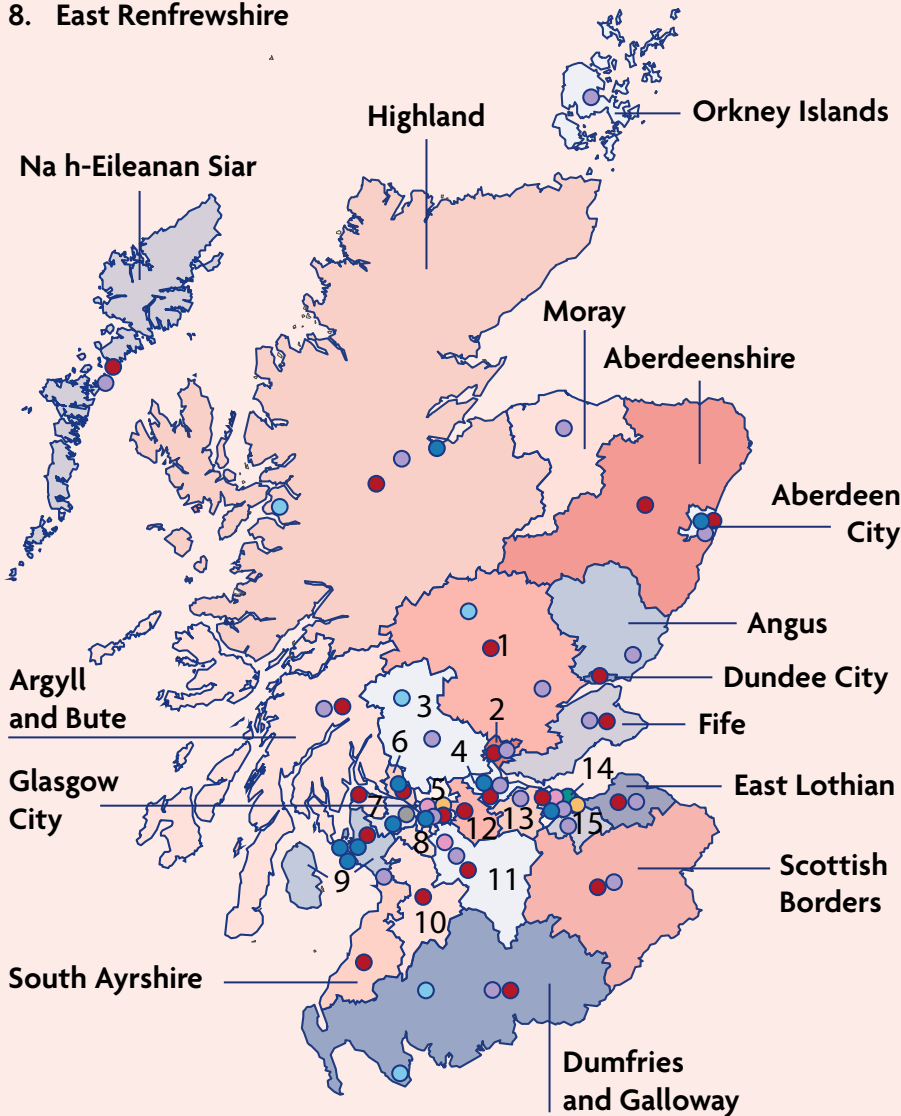 8. East Renfrewshire
Orkney Islands
Highland
Na h-Eileanan Siar
Moray
Aberdeenshire
Aberdeen
City
Angus
1
Dundee City
Argyll
and Bute
3
2
Fife
6
4
14
East Lothian
Glasgow
City
5
7
12
13
15
8
9
11
Scottish
Borders
10
South Ayrshire
Dumfries
and Galloway